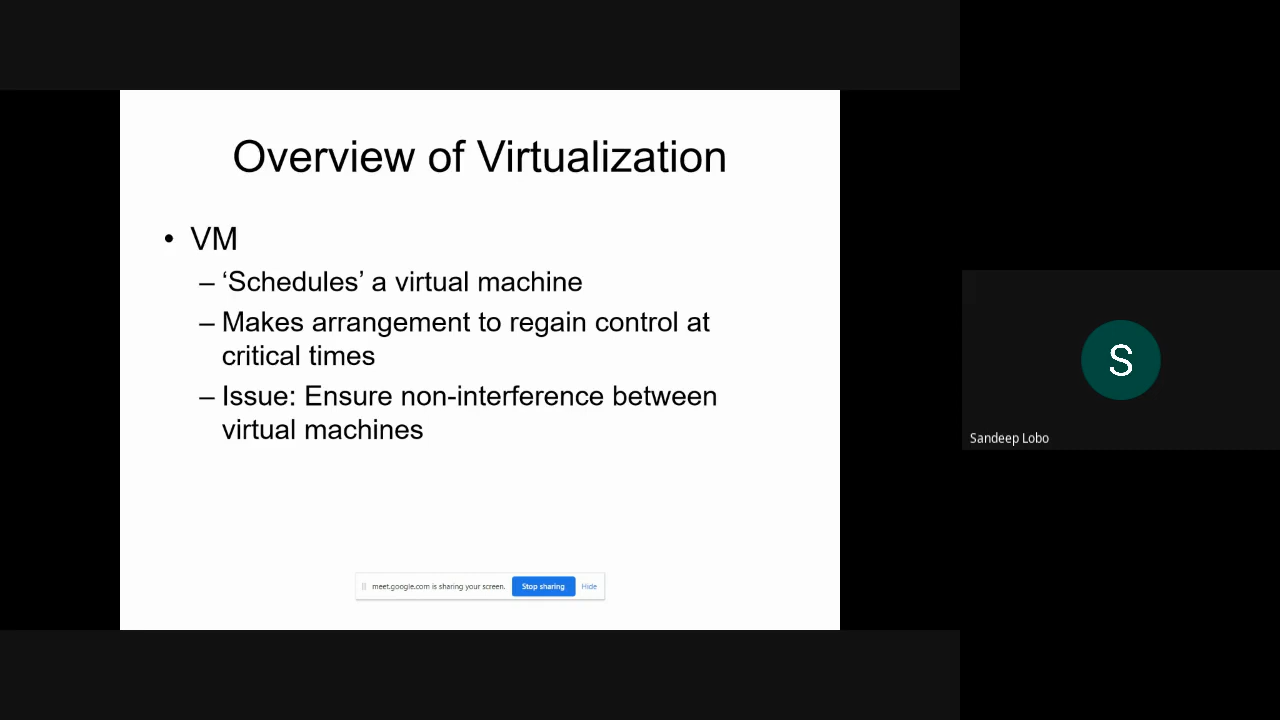 Overview of Virtualization
• VM
– ‘Schedules’ a virtual machine
– Makes arrangement to regain control at
critical times
– Issue: Ensure non-interference between
virtual machines
meet.google.com is sharing your screen. Stop sharing Hide
S
Sandeep Lobo